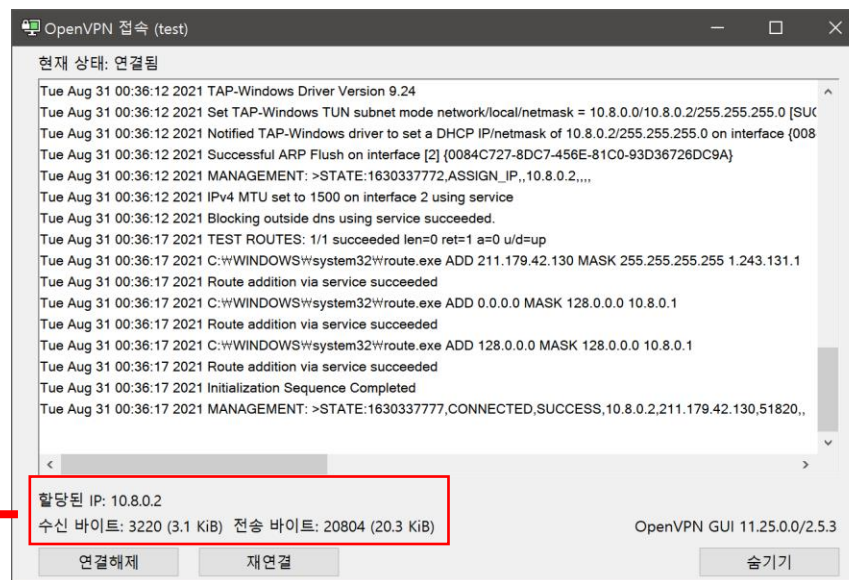 OpenVPN 접속 (test)
현재 상태: 연결됨
Tue Aug 31 00:36:12 2021 TAP-Windows Driver Version 9.24
Tue Aug 31 00:36:12 2021 Set TAP-Windows TUN subnet mode network/local/netmask = 10.8.0.0/10.8.0.2/255.255.255.0 [SUC
Tue Aug 31 00:36:12 2021 Notified TAP-Windows driver to set a DHCP IP/netmask of 10.8.0.2/255.255.255.0 on interface {008
Tue Aug 31 00:36:12 2021 Successful ARP Flush on interface [2] {0084C727-8DC7-456E-81C0-93D36726DC9A}
Tue Aug 31 00:36:12 2021 MANAGEMENT: >STATE:1630337772,ASSIGN_IP,,10.8.0.2,,,,
Tue Aug 31 00:36:12 2021 IPv4 MTU set to 1500 on interface 2 using service
Tue Aug 31 00:36:12 2021 Blocking outside dns using service succeeded.
Tue Aug 31 00:36:17 2021 TEST ROUTES: 1/1 succeeded len=0 ret=1 a=0 u/d=up
Tue Aug 31 00:36:17 2021 C:₩WINDOWS₩system32₩route.exe ADD 211.179.42.130 MASK 255.255.255.255 1.243.131.1
Tue Aug 31 00:36:17 2021 Route addition via service succeeded
Tue Aug 31 00:36:17 2021 C:₩WINDOWS₩system32₩route.exe ADD 0.0.0.0 MASK 128.0.0.0 10.8.0.1
Tue Aug 31 00:36:17 2021 Route addition via service succeeded
Tue Aug 31 00:36:17 2021 C:₩WINDOWS₩system32₩route.exe ADD 128.0.0.0 MASK 128.0.0.0 10.8.0.1
Tue Aug 31 00:36:17 2021 Route addition via service succeeded
Tue Aug 31 00:36:17 2021 Initialization Sequence Completed
Tue Aug 31 00:36:17 2021 MANAGEMENT: >STATE:1630337777,CONNECTED,SUCCESS,10.8.0.2,211.179.42.130,51820,,
할당된 IP: 10.8.0.2
수신 바이트: 3220 (3.1 KiB) 전송 바이트: 20804 (20.3 KiB)
OpenVPN GUI 11.25.0.0/2.5.3
연결해제 재연결 숨기기